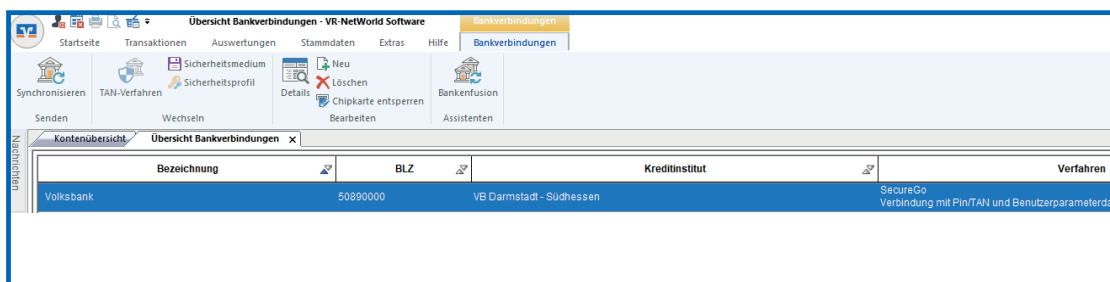 Übersicht Bankverbindungen - VR-NetWorld Software
Bankverbindungen
Startseite Transaktionen Auswertungen Stammdaten Extras Hilfe Bankverbindungen
Synchronisieren
TAN-Verfahren
Sicherheitsmedium
Sicherheitsprofil
Details
Neu
Löschen
Chipkarte entsperren
Bankenfusion
Senden Wechseln Bearbeiten Assistenten
Nachrichten
Kontenübersicht Übersicht Bankverbindungen x
Bezeichnung BLZ Kreditinstitut Verfahren
Volksbank 50890000 VB Darmstadt - Südhessen SecureGo
Verbindung mit Pin/TAN und Benutzerparameterda